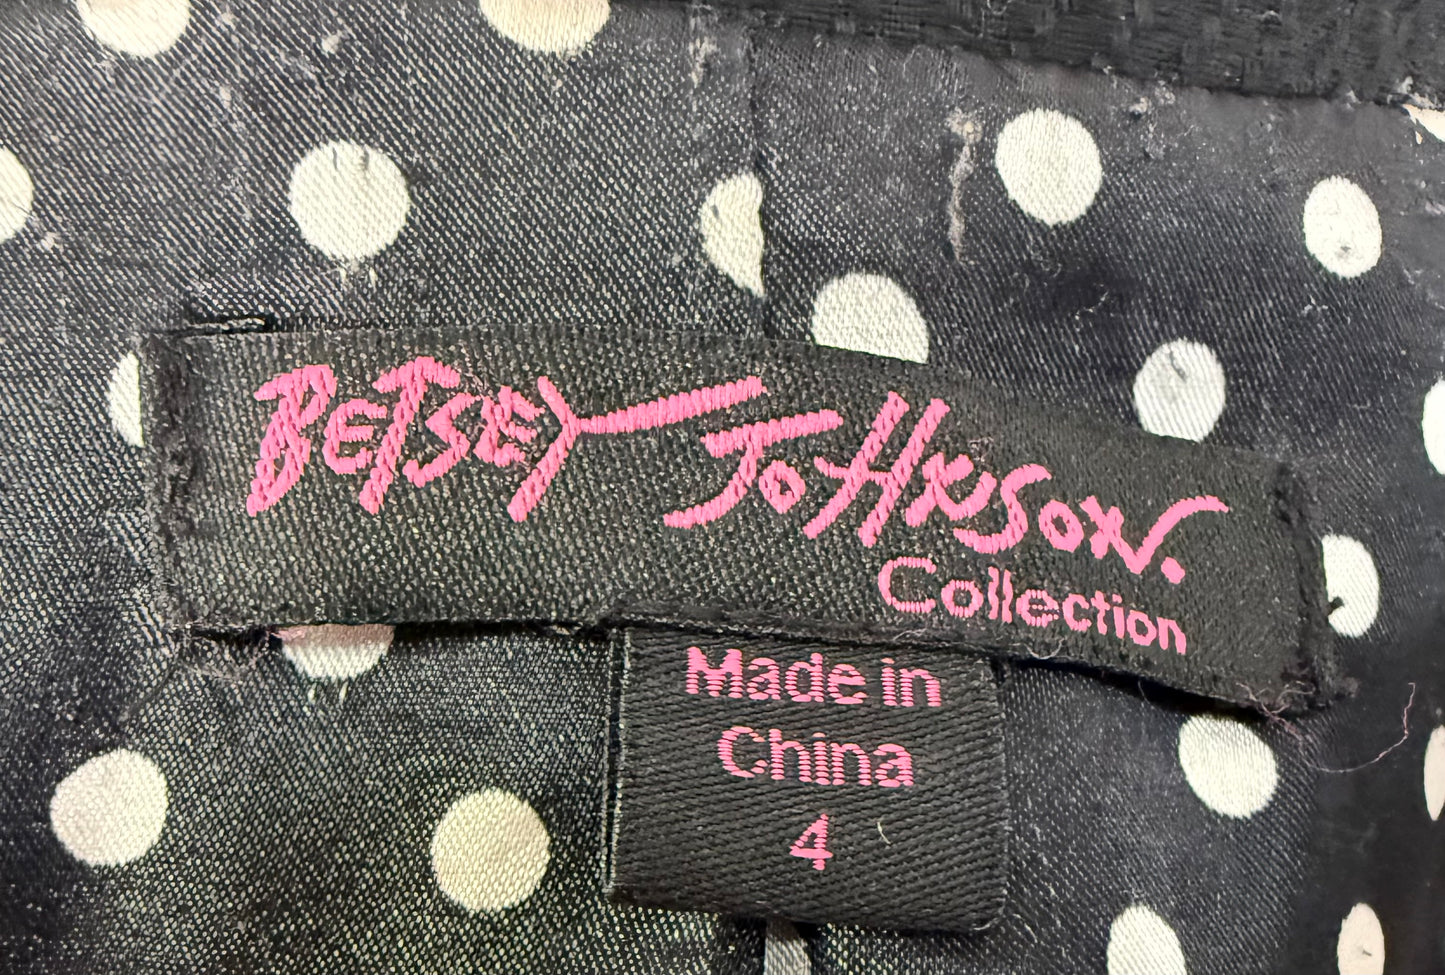 BETSEY JOHNSON.
Collection
Made in
China
4